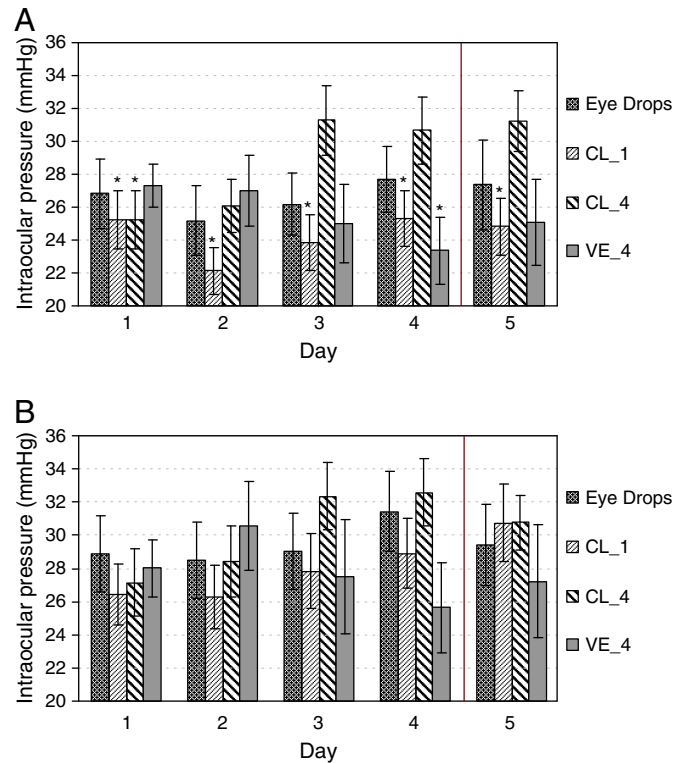 A
Intraocular pressure (mmHg)
36
34
32
30
28
26
24
22
20
* * * * * * *
1 2 3 4 5
Day
Eye Drops
CL_1
CL_4
VE_4
B
Intraocular pressure (mmHg)
36
34
32
30
28
26
24
22
20
1 2 3 4 5
Day
Eye Drops
CL_1
CL_4
VE_4